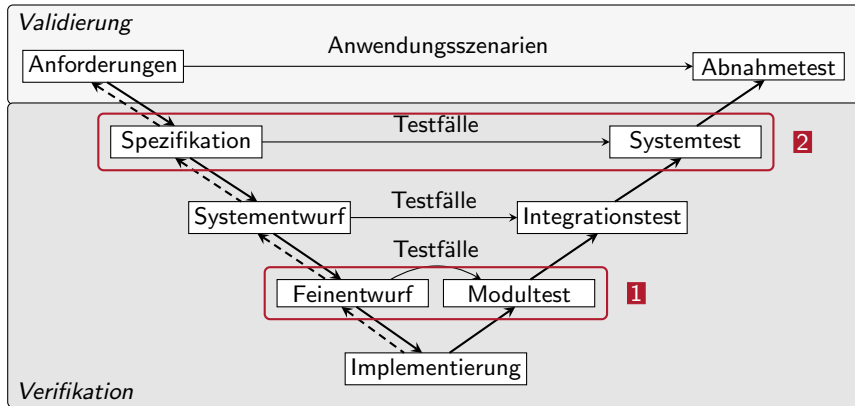 Validierung
Anwendungsszenarien
Anforderungen
Abnahmetest
Testfälle
Spezifikation
Systemtest
2
Testfälle
Systementwurf
Integrationstest
Testfälle
Feinentwurf
Modultest
1
Implementierung
Verifikation